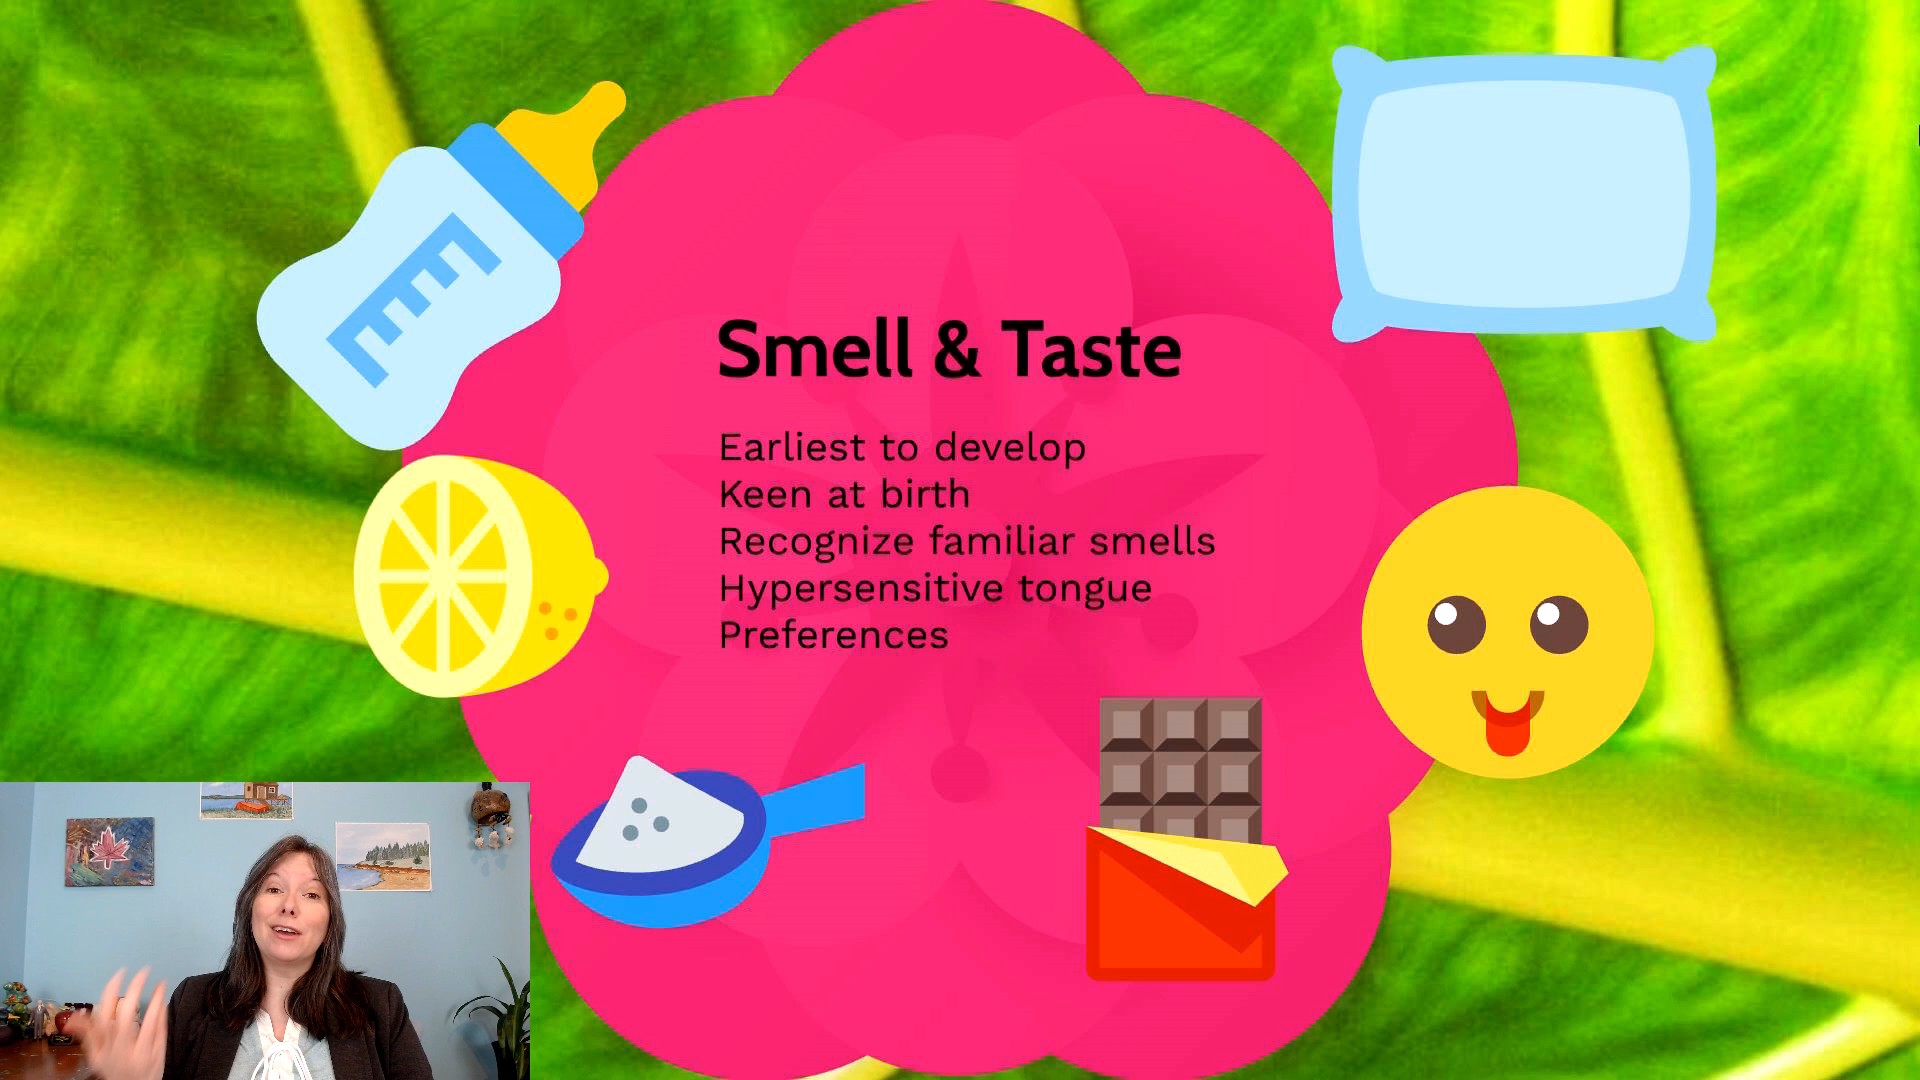 Smell & Taste
Earliest to develop
Keen at birth
Recognize familiar smells
Hypersensitive tongue
Preferences